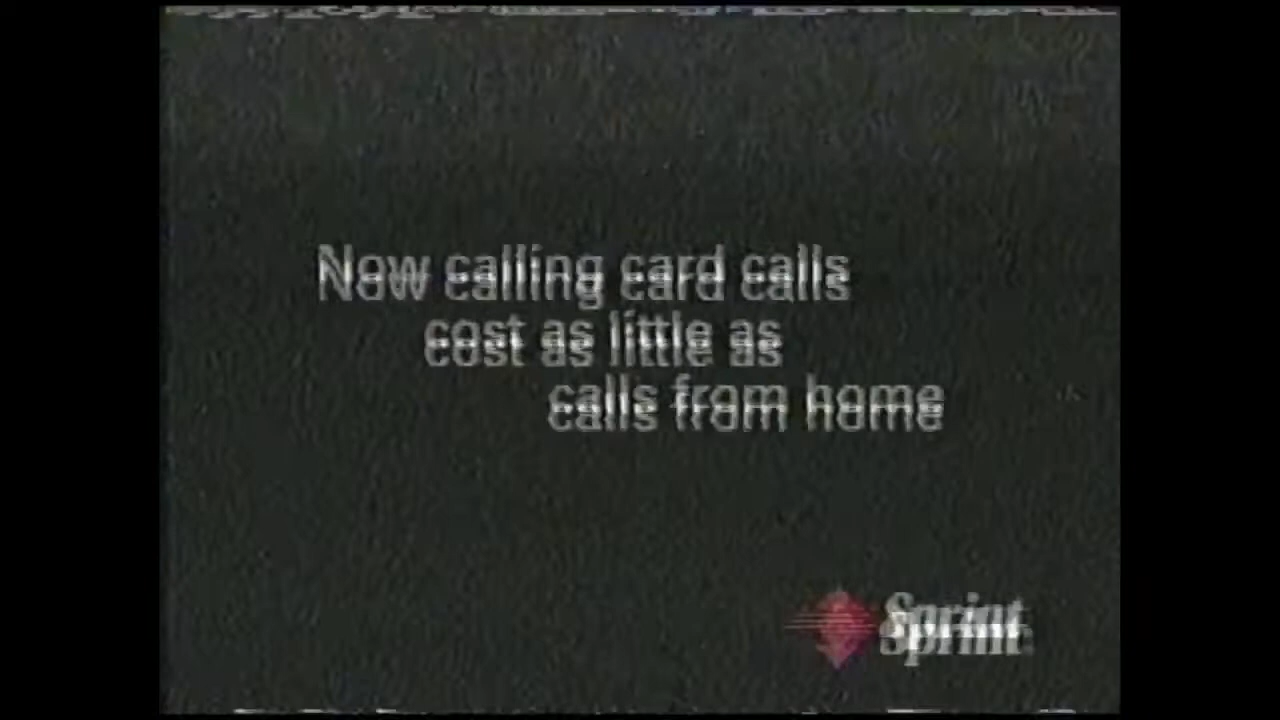 Now calling card calls
cost as little as
calls from home
Sprint